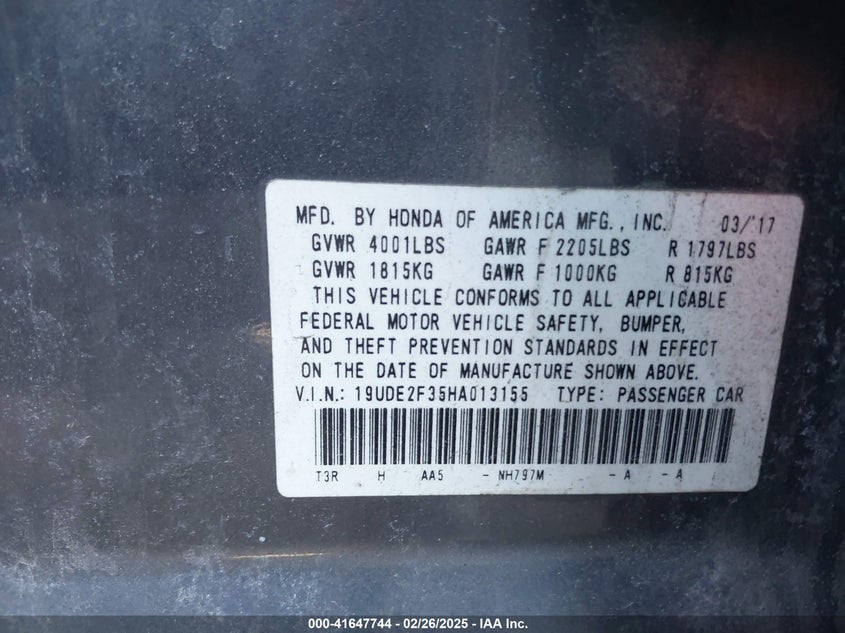 MFD. BY HONDA OF AMERICA MFG., INC. 03/'17
GVWR 4001LBS GAWR F 2205LBS R 1797LBS
GVWR 1815KG GAWR F 1000KG R 815KG
THIS VEHICLE CONFORMS TO ALL APPLICABLE
FEDERAL MOTOR VEHICLE SAFETY, BUMPER,
AND THEFT PREVENTION STANDARDS IN EFFECT
ON THE DATE OF MANUFACTURE SHOWN ABOVE.
V.I.N.: 19UDE2F35HA013155 TYPE: PASSENGER CAR
T3R H AA5 - NH797M - A - A
000-41647744 - 02/26/2025 - IAA Inc.